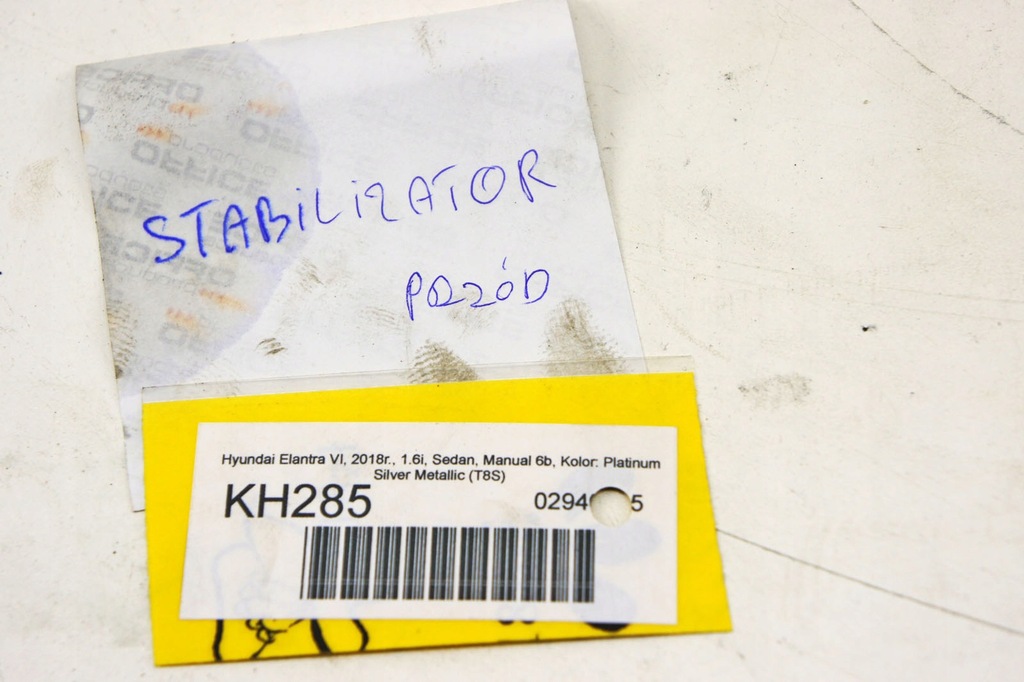 STABiLiZATOR
PRZÓD
Hyundai Elantra VI, 2018r., 1.6i, Sedan, Manual 6b, Kolor: Platinum
Silver Metallic (T8S)
KH285